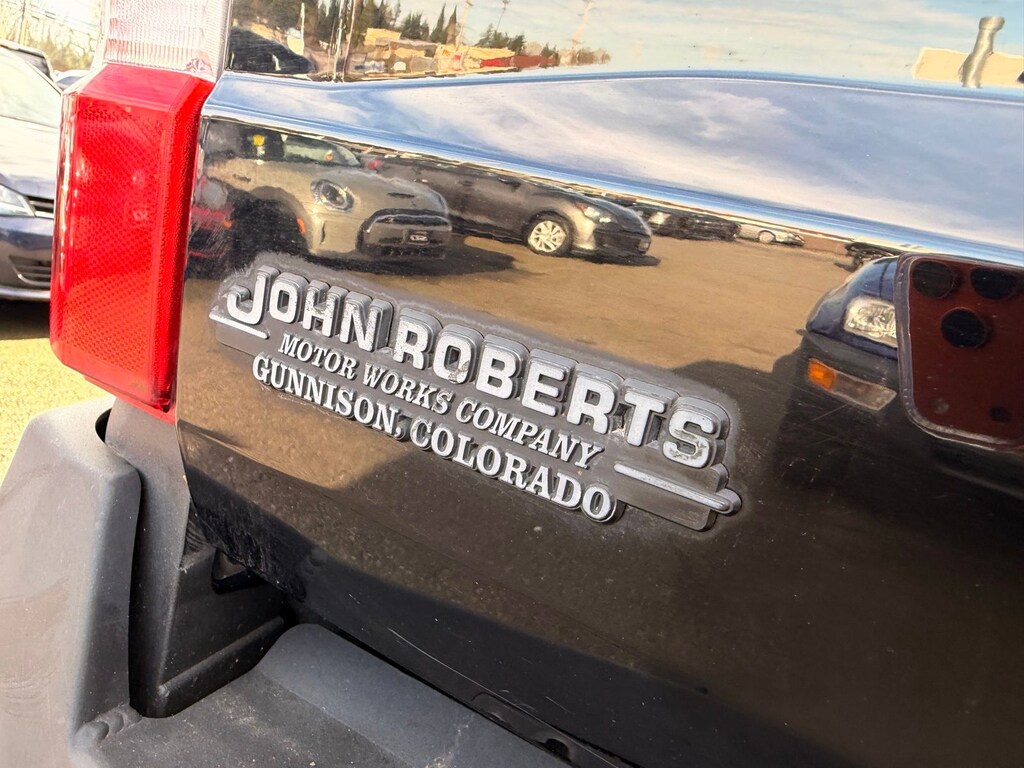 JOHN ROBERTS
MOTOR WORKS COMPANY
GUNNISON, COLORADO